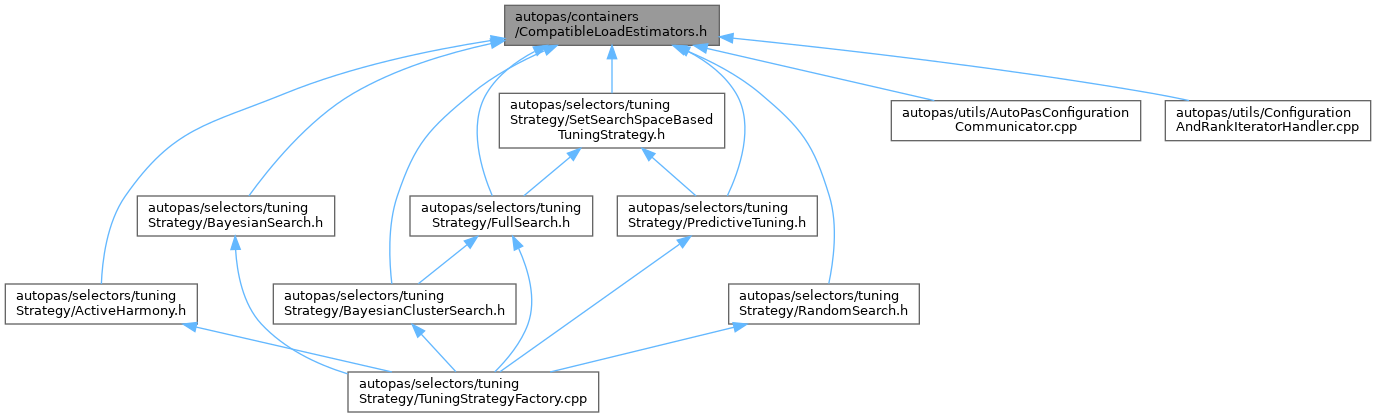 autopas/containers
/CompatibleLoadEstimators.h
autopas/selectors/tuning
Strategy/SetSearchSpaceBased
TuningStrategy.h
autopas/utils/AutoPasConfiguration
Communicator.cpp
autopas/utils/Configuration
AndRankIteratorHandler.cpp
autopas/selectors/tuning
Strategy/BayesianSearch.h
autopas/selectors/tuning
Strategy/FullSearch.h
autopas/selectors/tuning
Strategy/PredictiveTuning.h
autopas/selectors/tuning
Strategy/ActiveHarmony.h
autopas/selectors/tuning
Strategy/BayesianClusterSearch.h
autopas/selectors/tuning
Strategy/RandomSearch.h
autopas/selectors/tuning
Strategy/TuningStrategyFactory.cpp